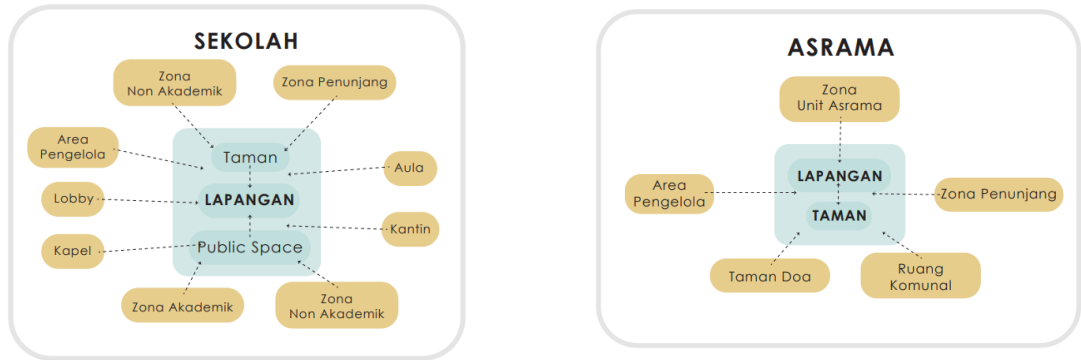 SEKOLAH
Zona
Non Akademik
Zona Penunjang
Area
Pengelola
Taman
Aula
Lobby
LAPANGAN
Kantin
Kapel
Public Space
Zona Akademik
Zona
Non Akademik
ASRAMA
Zona
Unit Asrama
LAPANGAN
Area
Pengelola
Zona Penunjang
TAMAN
Taman Doa
Ruang
Komunal